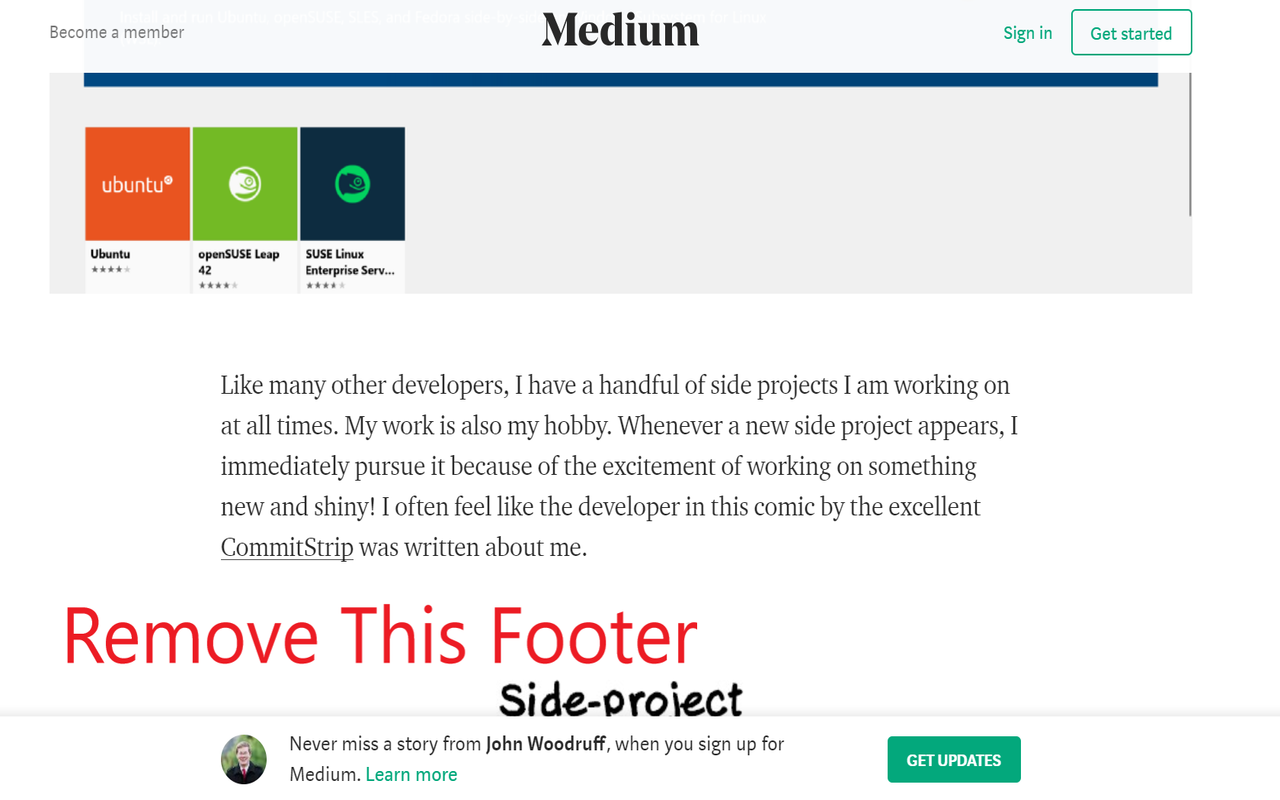 Install and run Ubuntu, openSUSE, SLES, and Fedora side-by-side
for Linux
Become a member
Medium
Sign in
Get started
ubuntu
Ubuntu
openSUSE Leap
42
SUSE Linux
Enterprise Serv...
Like many other developers, I have a handful of side projects I am working on
at all times. My work is also my hobby. Whenever a new side project appears, I
immediately pursue it because of the excitement of working on something
new and shiny! I often feel like the developer in this comic by the excellent
CommitStrip was written about me.
Remove This Footer
Side-project
Never miss a story from John Woodruff, when you sign up for
Medium. Learn more
GET UPDATES